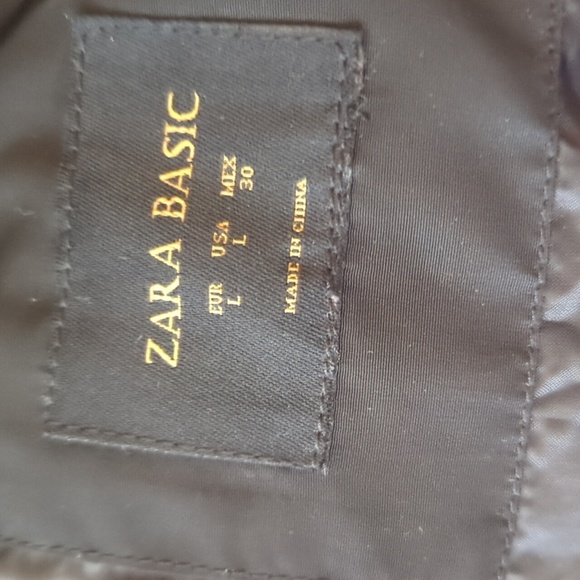 ZARA BASIC
EUR USA MEX
L L 30
MADE IN CHINA